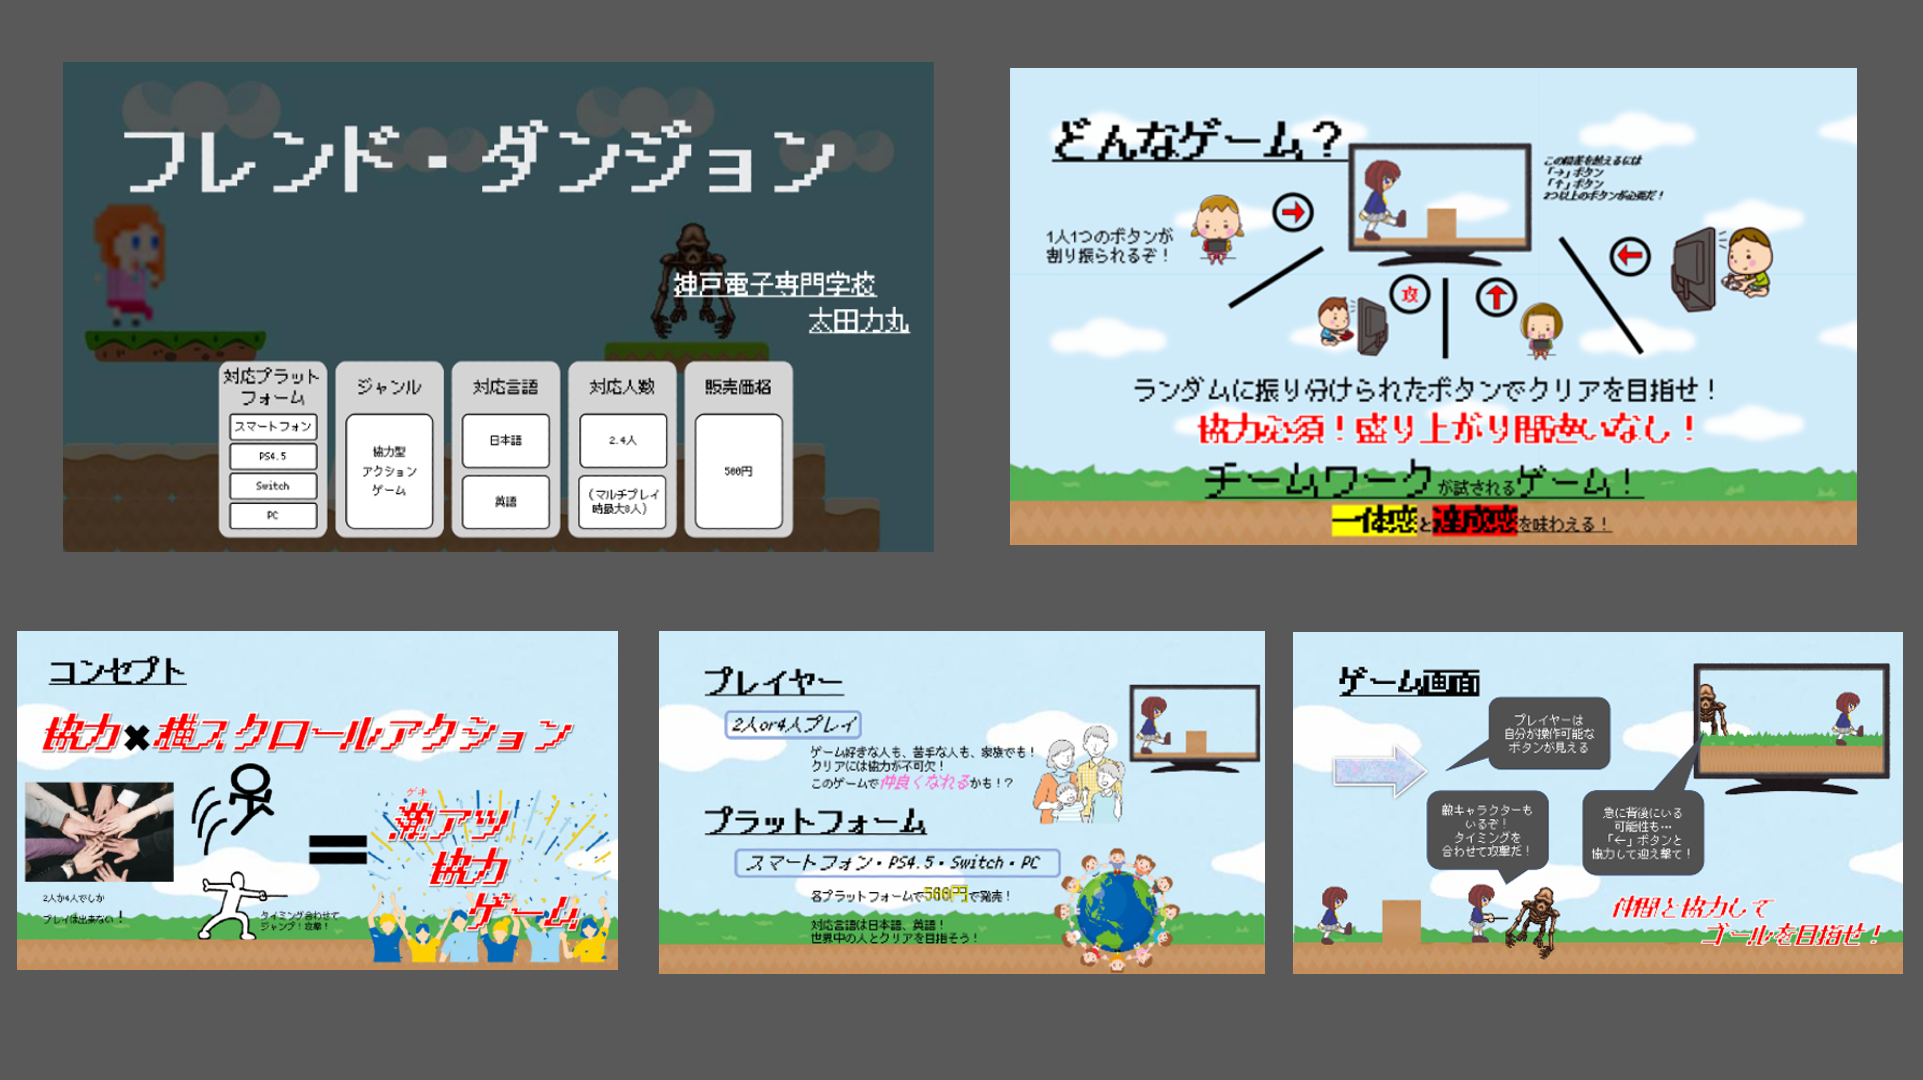 フレンド・ダンジョン
神戸電子専門学校
太田力丸
対応プラット
フォーム
スマートフォン
PS4.5
Switch
PC
ジャンル
協力型
アクション
ゲーム
対応言語
日本語
英語
対応人数
2.4人
(マルチプレイ
時最大8人)
販売価格
500円
どんなゲーム?
この段差を越えるには
「→」ボタン
「↑」ボタン
2つ以上のボタンが必要だ!
1人1つのボタンが
割り振られるぞ!
攻
ランダムに振り分けられたボタンでクリアを目指せ!
協力必須!盛り上がり間違いなし!
チームワークが試されるゲーム!
一体感と達成感を味わえる!
コンセプト
協力×横スクロールアクション
2人か4人でしか
プレイは出来ない!
タイミング合わせて
ジャンプ!攻撃!
ゲキ
激アツ
協力
ゲーム
プレイヤー
2人or4人プレイ
ゲーム好きな人も、苦手な人も、家族でも!
クリアには協力が不可欠!
このゲームで仲良くなれるかも!?
プラットフォーム
スマートフォン・PS4.5・Switch・PC
各プラットフォームで500円で発売!
対応言語は日本語、英語!
世界中の人とクリアを目指そう!
ゲーム画面
プレイヤーは
自分が操作可能な
ボタンが見える
敵キャラクターも
いるぞ!
タイミングを
合わせて攻撃だ!
急に背後にいる
可能性も…
「←」ボタンと
協力して迎え撃て!
仲間と協力して
ゴールを目指せ!